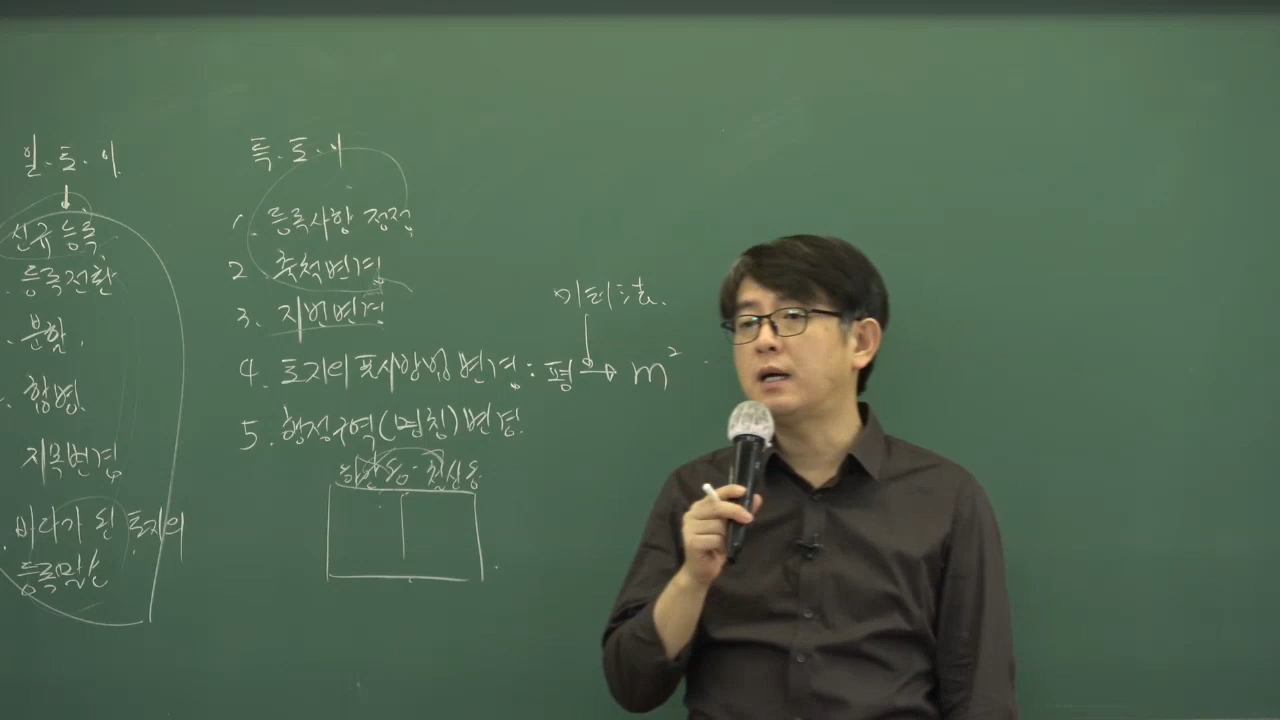 일.토.이
신규 등록
등록전환
분할
합병
지목변경
바다가 된 토지의
등록말소
특.토.이
1. 등록사항 정정
2 축척변경
3. 지번변경
4. 토지의 표시방법 변경 : 평 → m²
미터법.
5. 행정구역(명칭)변경